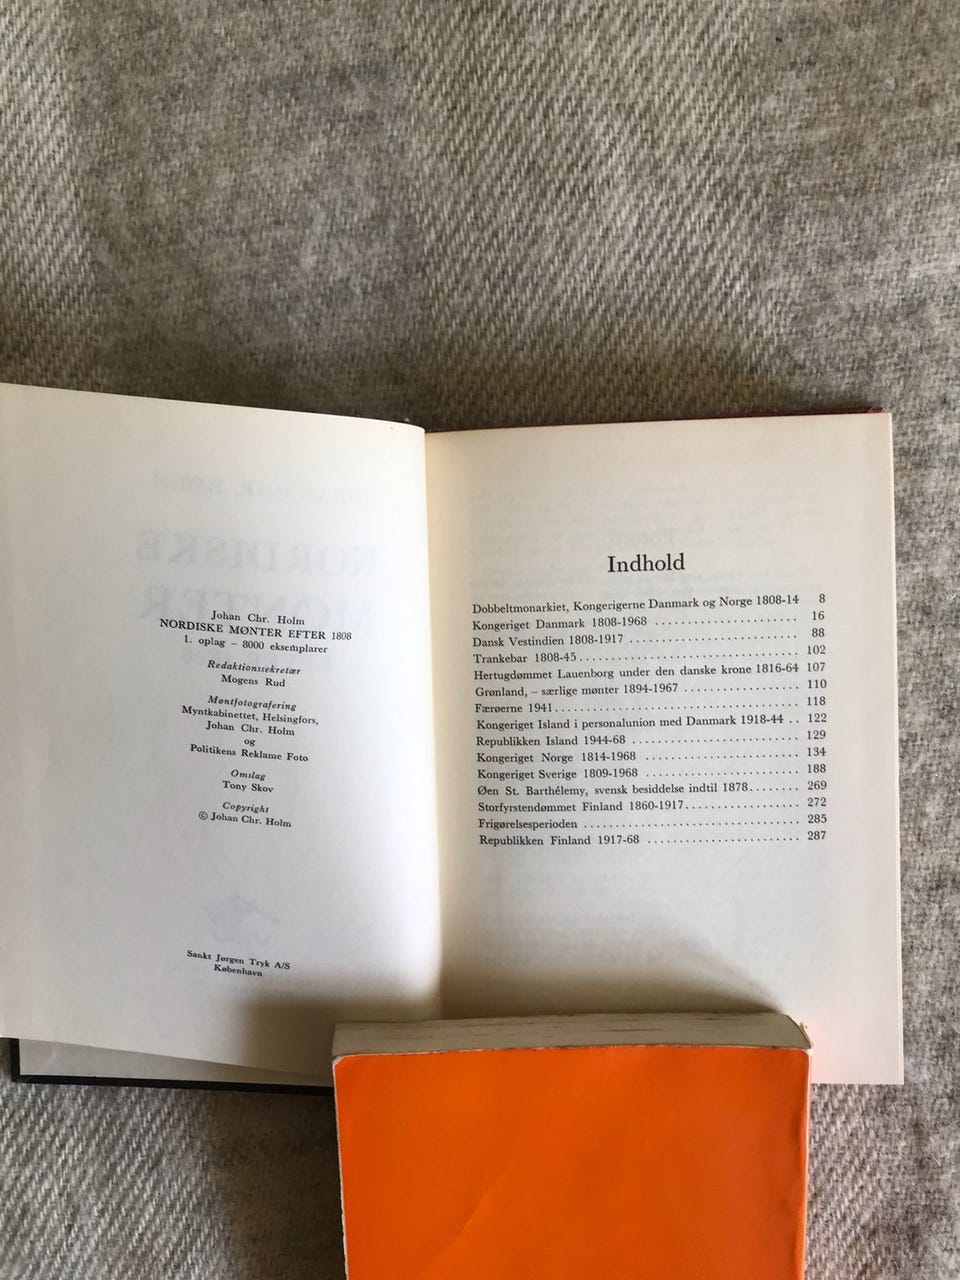 Johan Chr. Holm
NORDISKE MØNTER EFTER 1808
1. oplag – 8000 eksemplarer
Redaktionssekretær
Mogens Rud
Møntfotografering
Myntkabinettet, Helsingfors,
Johan Chr. Holm
og
Politikens Reklame Foto
Omslag
Tony Skov
Copyright
© Johan Chr. Holm
Sankt Jørgen Tryk A/S
København
Indhold
Dobbeltmonarkiet, Kongerigerne Danmark og Norge 1808-14 8
Kongeriget Danmark 1808-1968 ...................... 16
Dansk Vestindien 1808-1917 .......................... 88
Trankebar 1808-45.................................. 102
Hertugdømmet Lauenborg under den danske krone 1816-64 107
Grønland, – særlige mønter 1894-1967 .................. 110
Færøerne 1941...................................... 118
Kongeriget Island i personalunion med Danmark 1918-44 .. 122
Republikken Island 1944-68 .......................... 129
Kongeriget Norge 1814-1968 ........................ 134
Kongeriget Sverige 1809-1968 ........................ 188
Øen St. Barthélemy, svensk besiddelse indtil 1878........ 269
Storfyrstendømmet Finland 1860-1917.................. 272
Frigørelsesperioden .................................. 285
Republikken Finland 1917-68 ........................ 287